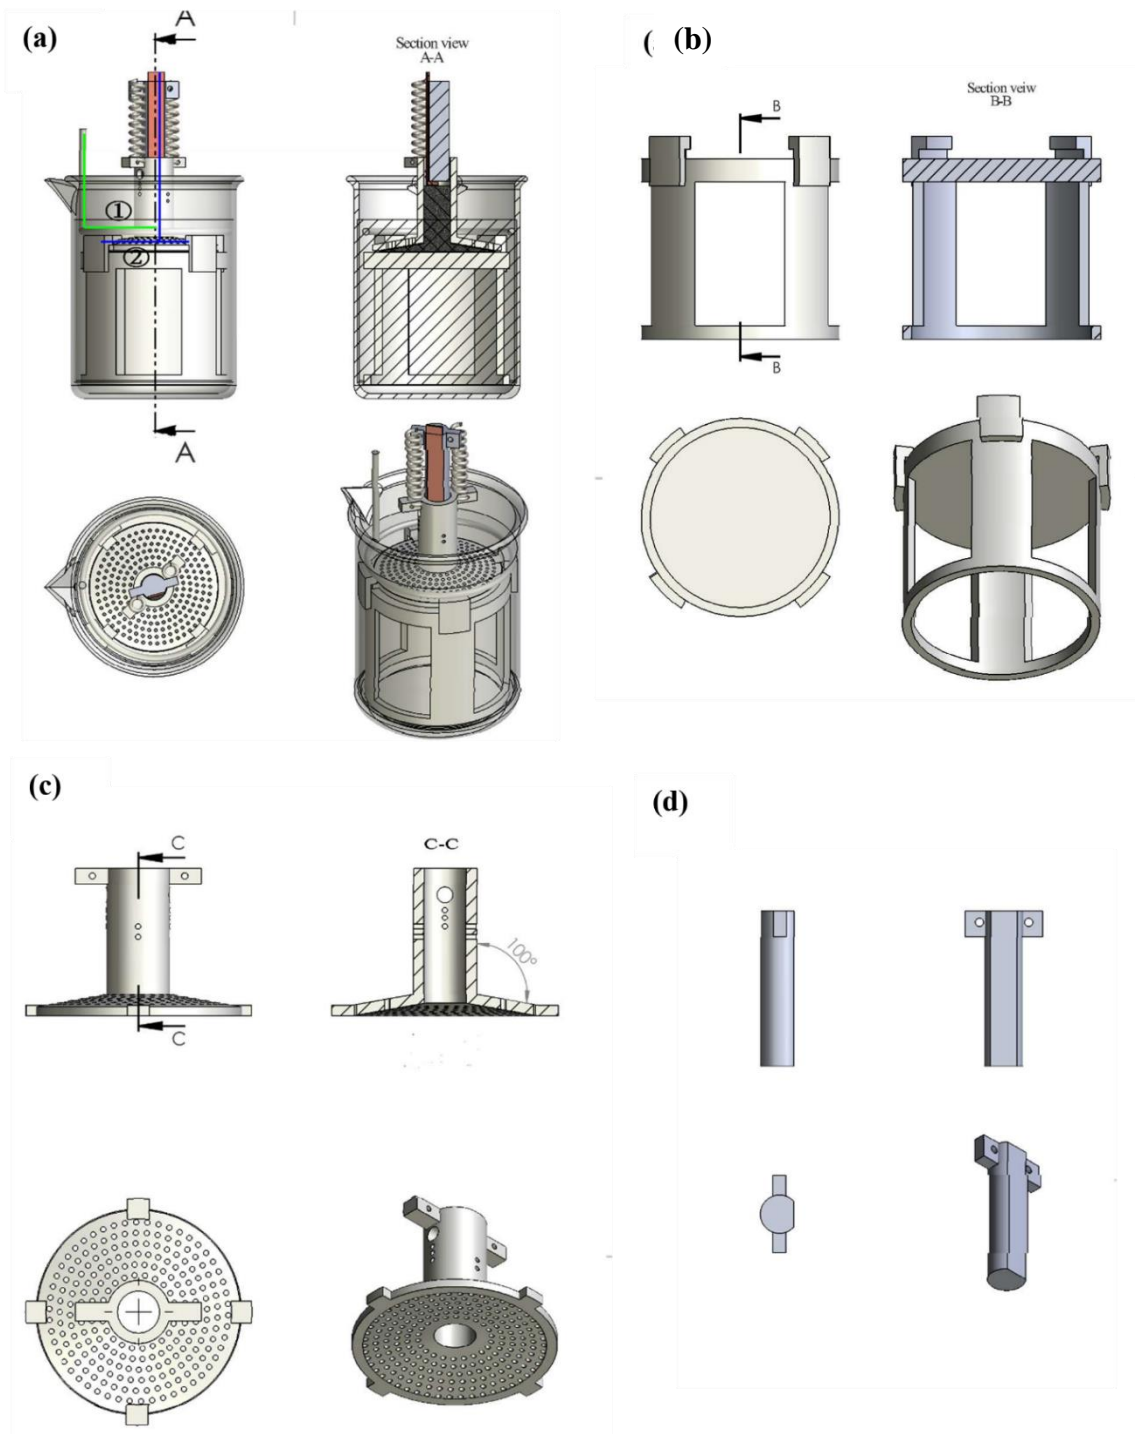 (a)
A
Section view
A-A
①
②
A
( (b)
B
Section veiw
B-B
B
(c)
C
C-C
100°
C
(d)